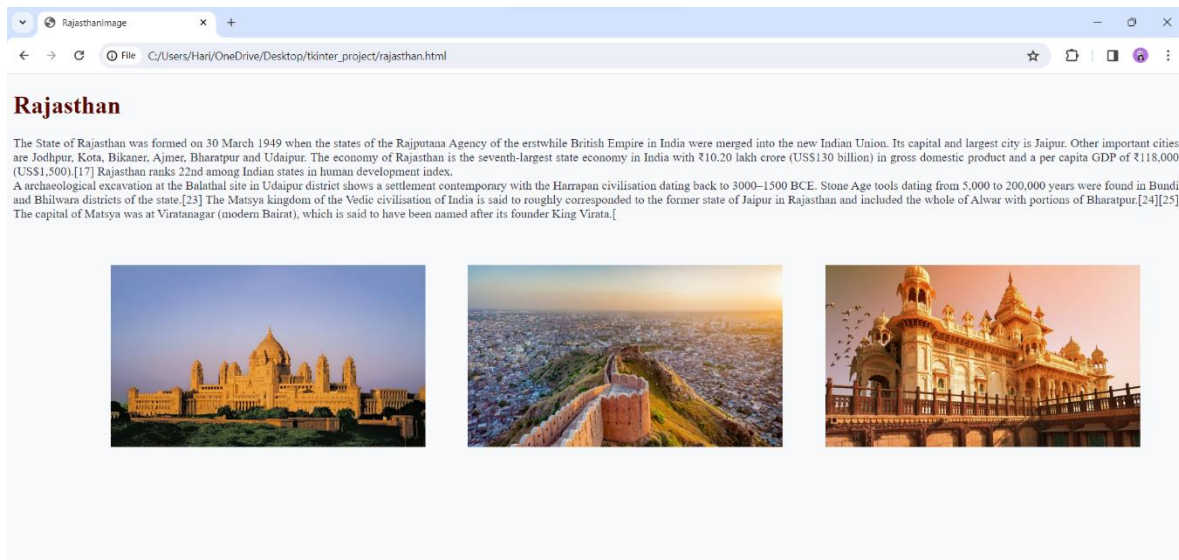 RajasthanImage
File C:/Users/Hari/OneDrive/Desktop/tkinter_project/rajasthan.html
Rajasthan
The State of Rajasthan was formed on 30 March 1949 when the states of the Rajputana Agency of the erstwhile British Empire in India were merged into the new Indian Union. Its capital and largest city is Jaipur. Other important cities
are Jodhpur, Kota, Bikaner, Ajmer, Bharatpur and Udaipur. The economy of Rajasthan is the seventh-largest state economy in India with ₹10.20 lakh crore (US$130 billion) in gross domestic product and a per capita GDP of ₹118,000
(US$1,500).[17] Rajasthan ranks 22nd among Indian states in human development index.
A archaeological excavation at the Balathal site in Udaipur district shows a settlement contemporary with the Harrapan civilisation dating back to 3000–1500 BCE. Stone Age tools dating from 5,000 to 200,000 years were found in Bundi
and Bhilwara districts of the state.[23] The Matsya kingdom of the Vedic civilisation of India is said to roughly corresponded to the former state of Jaipur in Rajasthan and included the whole of Alwar with portions of Bharatpur.[24][25]
The capital of Matsya was at Viratanagar (modern Bairat), which is said to have been named after its founder King Virata.[